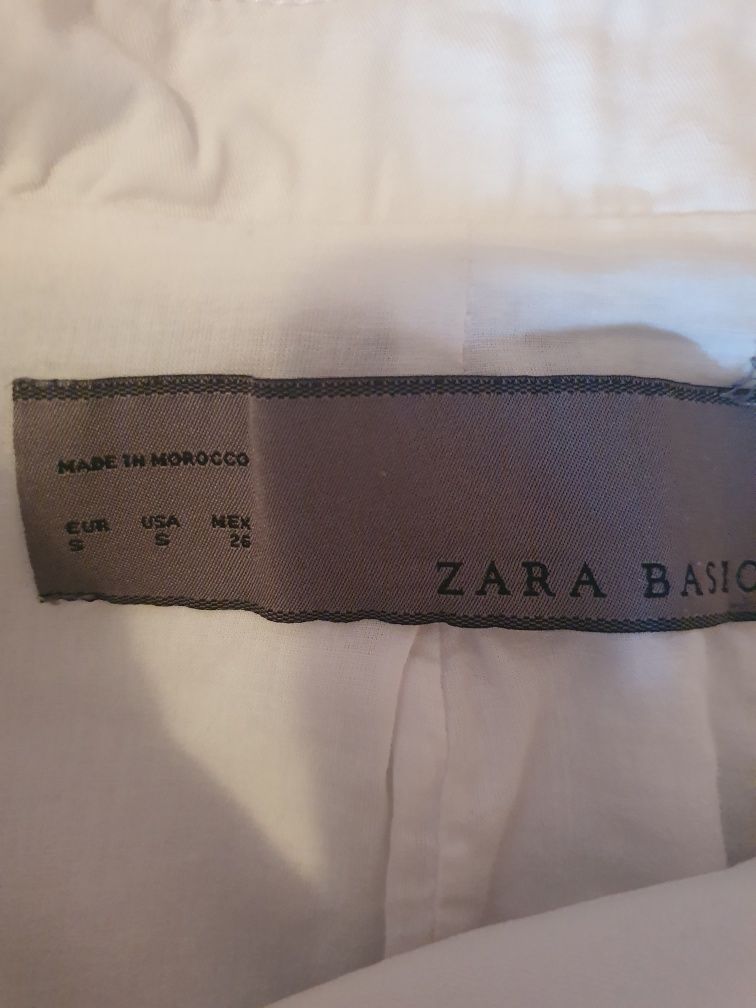 MADE IN MOROCCO
EUR USA MEX
S S 26
ZARA BASIC